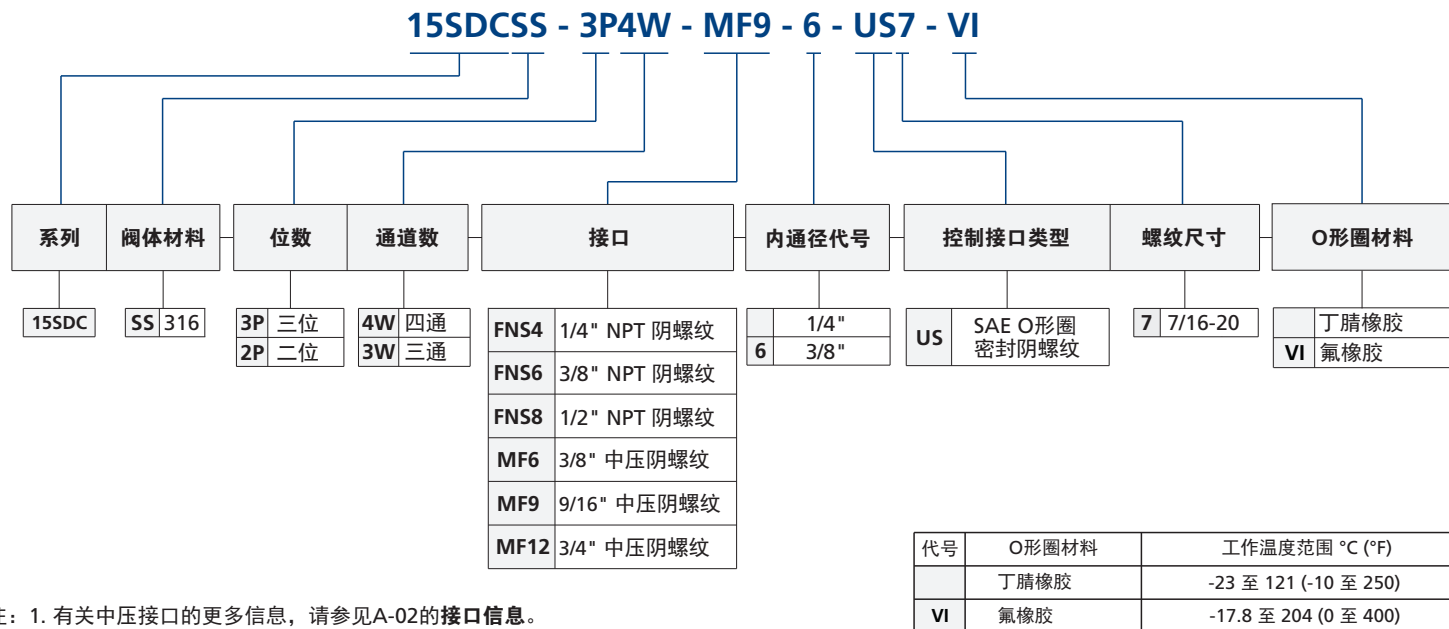 15SDCSS - 3P4W - MF9 - 6 - US7 - VI
系列 阀体材料 位数 通道数 接口 内通径代号 控制接口类型 螺纹尺寸 O形圈材料
15SDC
SS 316
3P 三位
2P 二位
4W 四通
3W 三通
FNS4 1/4" NPT 阴螺纹
FNS6 3/8" NPT 阴螺纹
FNS8 1/2" NPT 阴螺纹
MF6 3/8" 中压阴螺纹
MF9 9/16" 中压阴螺纹
MF12 3/4" 中压阴螺纹
1/4"
6 3/8"
US SAE O形圈
密封阴螺纹
7 7/16-20
丁腈橡胶
VI 氟橡胶
代号 O形圈材料 工作温度范围 °C (°F)
丁腈橡胶 -23 至 121 (-10 至 250)
VI 氟橡胶 -17.8 至 204 (0 至 400)
注：1. 有关中压接口的更多信息，请参见A-02的接口信息。